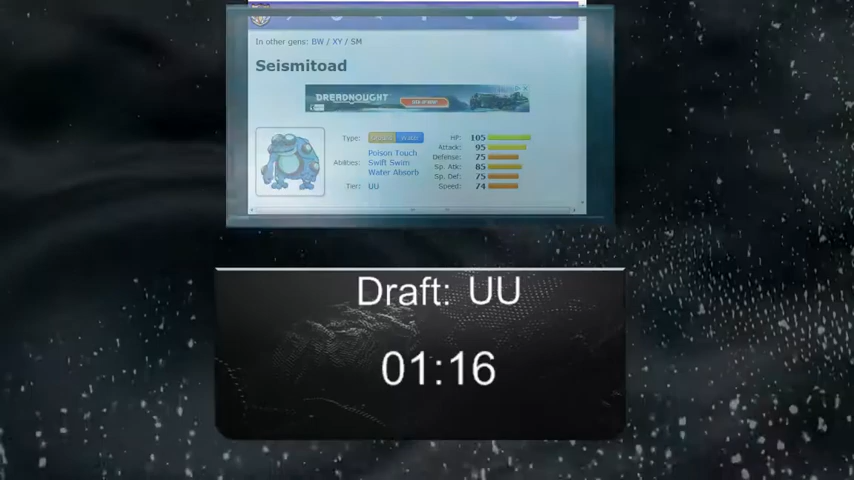 In other gens: BW / XY / SM
Seismitoad
DREADNOUGHT
Type: Ground Water
Abilities: Poison Touch
Swift Swim
Water Absorb
Tier: UU
HP: 105
Attack: 95
Defense: 75
Sp. Atk: 85
Sp. Def: 75
Speed: 74
Draft: UU
01:16